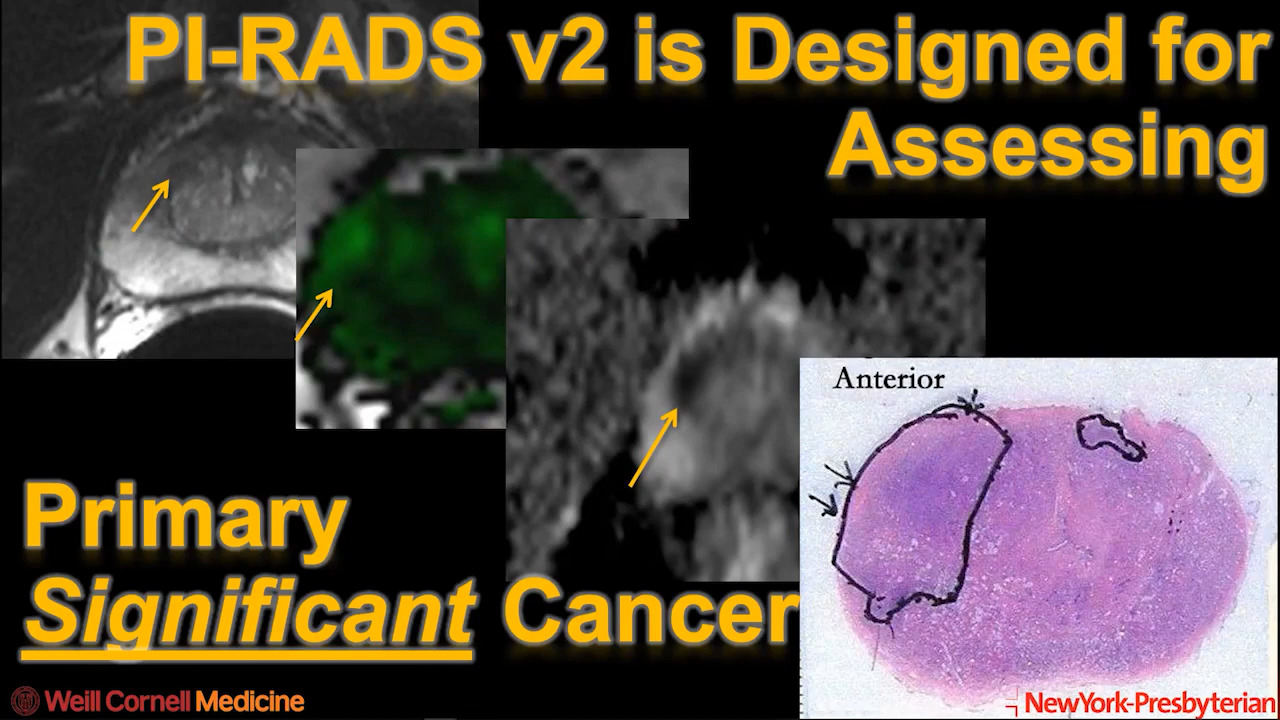 PI-RADS v2 is Designed for
Assessing
Anterior
Primary
Significant Cancer
Weill Cornell Medicine
NewYork-Presbyterian